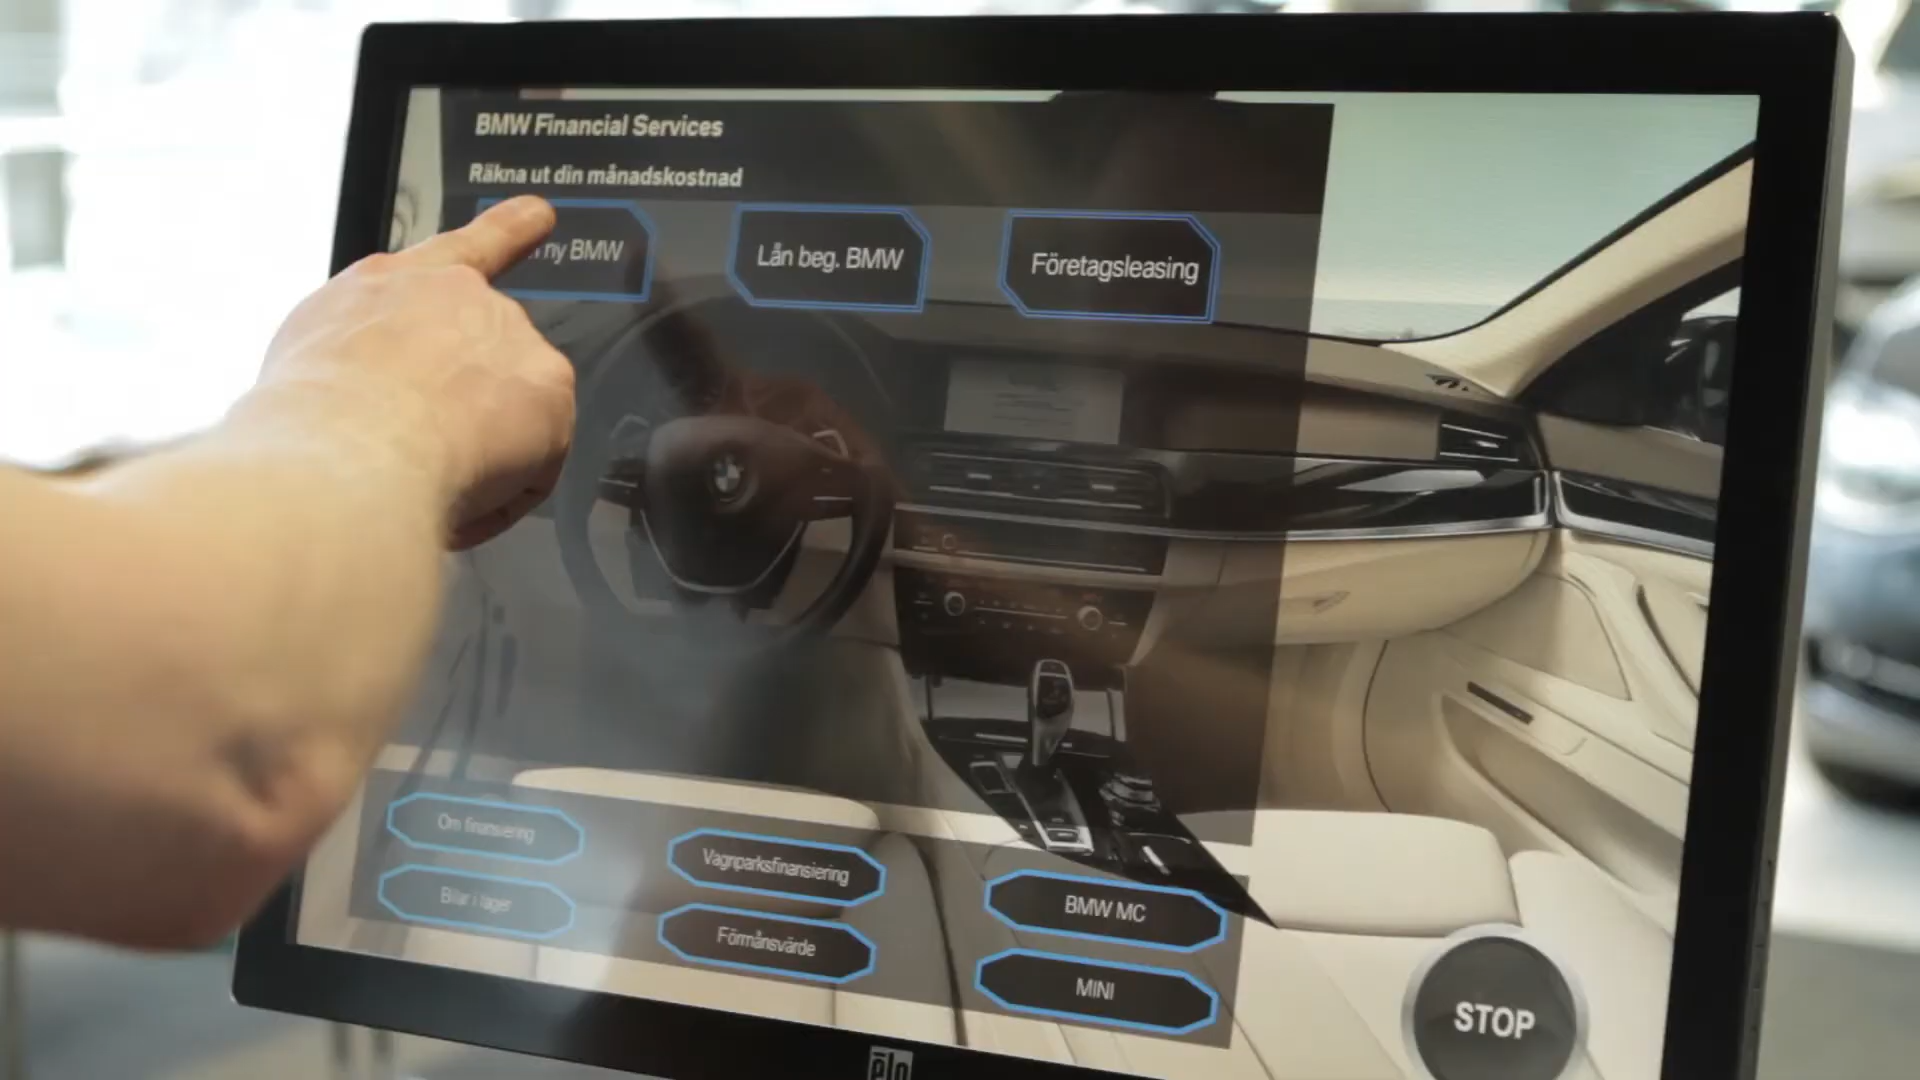 BMW Financial Services
Räkna ut din månadskostnad
ny BMW
Lån beg. BMW
Företagsleasing
Om finansiering
Vagnparksfinansiering
BMW MC
Bilar i lager
Förmånsvärde
MINI
STOP
elo